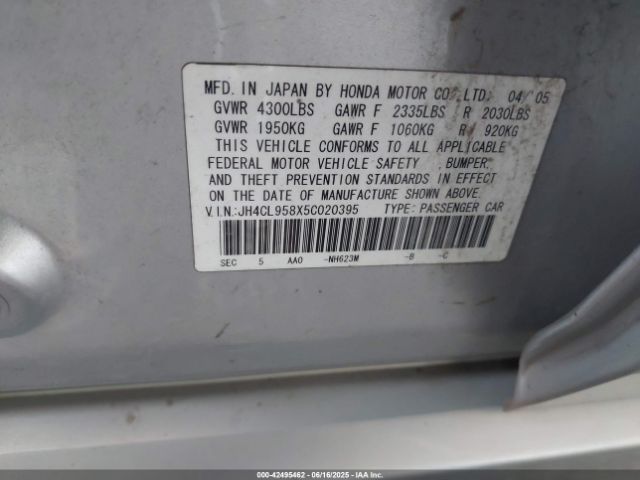 MFD. IN JAPAN BY HONDA MOTOR CO., LTD. 04/05
GVWR 4300LBS GAWR F 2335LBS R 2030LBS
GVWR 1950KG GAWR F 1060KG R 920KG
THIS VEHICLE CONFORMS TO ALL APPLICABLE
FEDERAL MOTOR VEHICLE SAFETY, BUMPER,
AND THEFT PREVENTION STANDARDS IN EFFECT
ON THE DATE OF MANUFACTURE SHOWN ABOVE.
V.I.N.:JH4CL958X5C020395 TYPE: PASSENGER CAR
SEC 5 AAO -NH623M -B -C
000-42495462 - 06/16/2025 - IAA Inc.